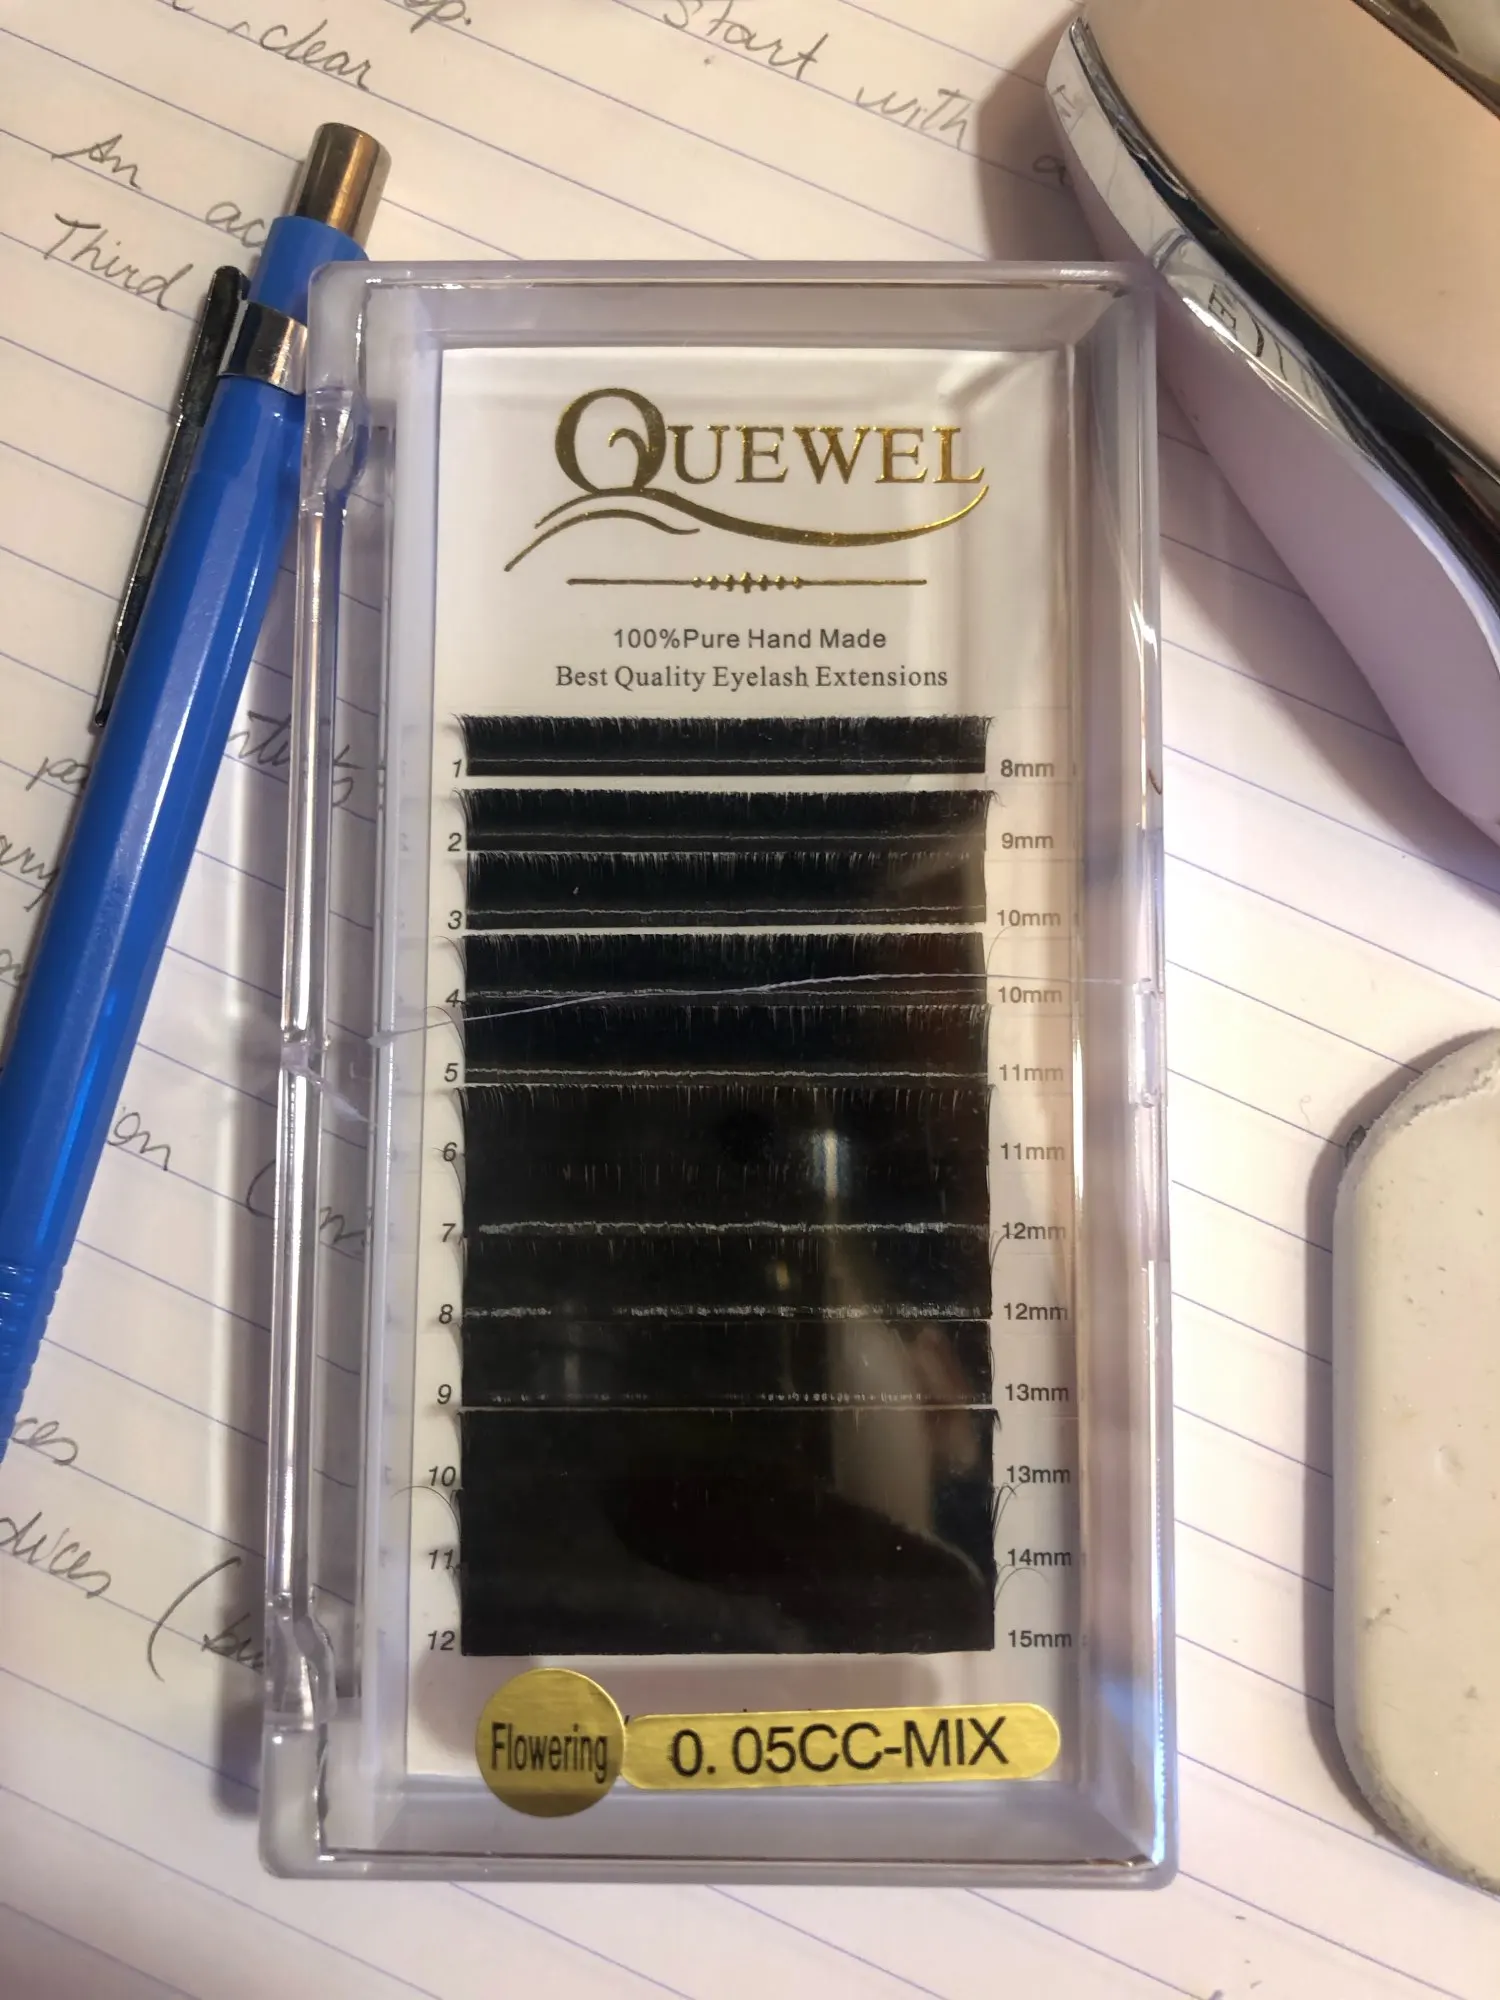 clear
Start with a
An
Third
QUEWEL
100%Pure Hand Made
Best Quality Eyelash Extensions
1 8mm
2 9mm
3 10mm
4 10mm
5 11mm
6 11mm
7 12mm
8 12mm
9 13mm
10 13mm
11 14mm
12 15mm
Flowering 0. 05CC-MIX